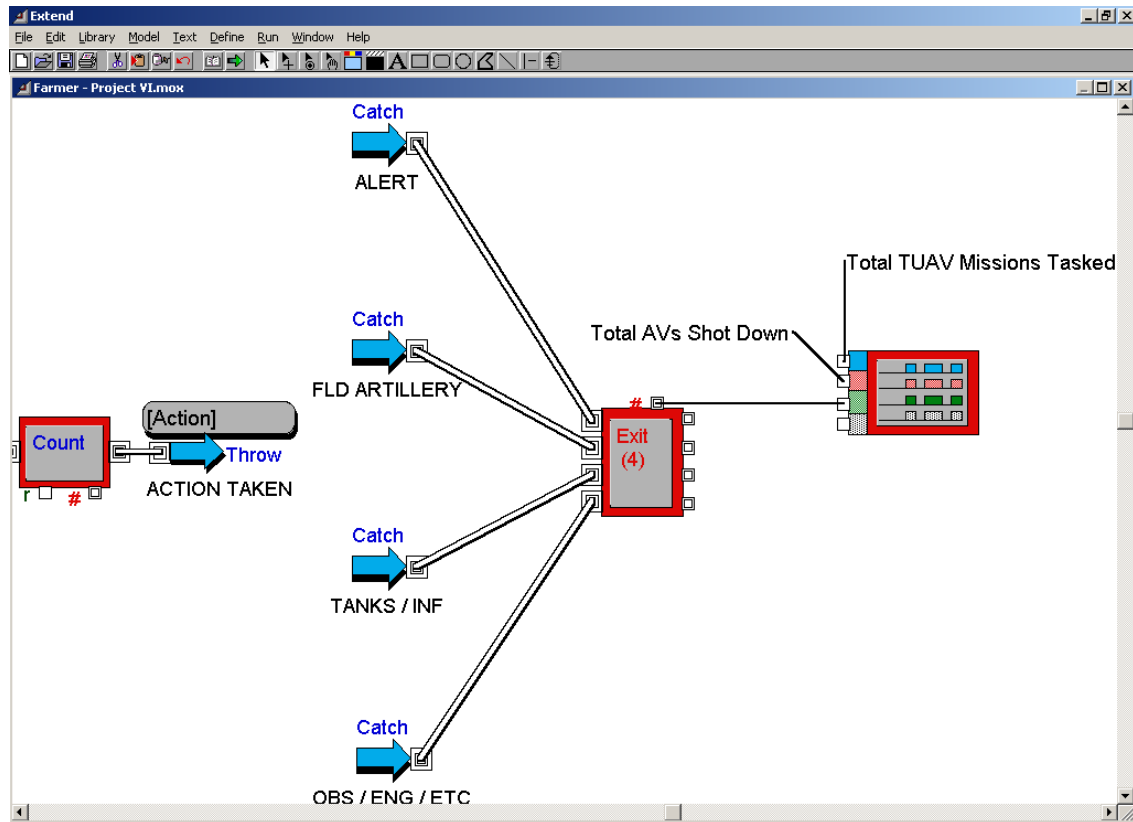 Extend
File Edit Library Model Text Define Run Window Help
Farmer - Project VI.mox
Catch
ALERT
Total TUAV Missions Tasked
Catch
Total AVs Shot Down
FLD ARTILLERY
#
[Action]
Exit
(4)
Count
Throw
ACTION TAKEN
r #
Catch
TANKS / INF
Catch
OBS / ENG / ETC